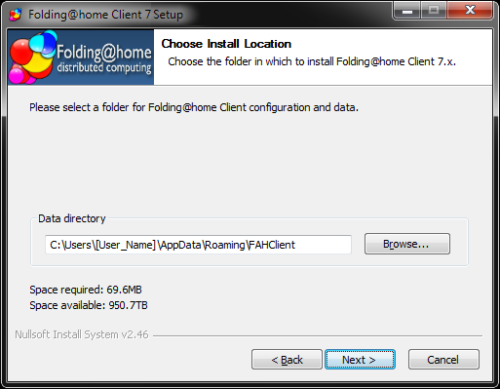 Folding@home Client 7 Setup
Folding@home
distributed computing
Choose Install Location
Choose the folder in which to install Folding@home Client 7.x.
Please select a folder for Folding@home Client configuration and data.
Data directory
C:\Users\[User_Name]\AppData\Roaming\FAHClient
Browse...
Space required: 69.6MB
Space available: 950.7TB
Nullsoft Install System v2.46
< Back
Next >
Cancel